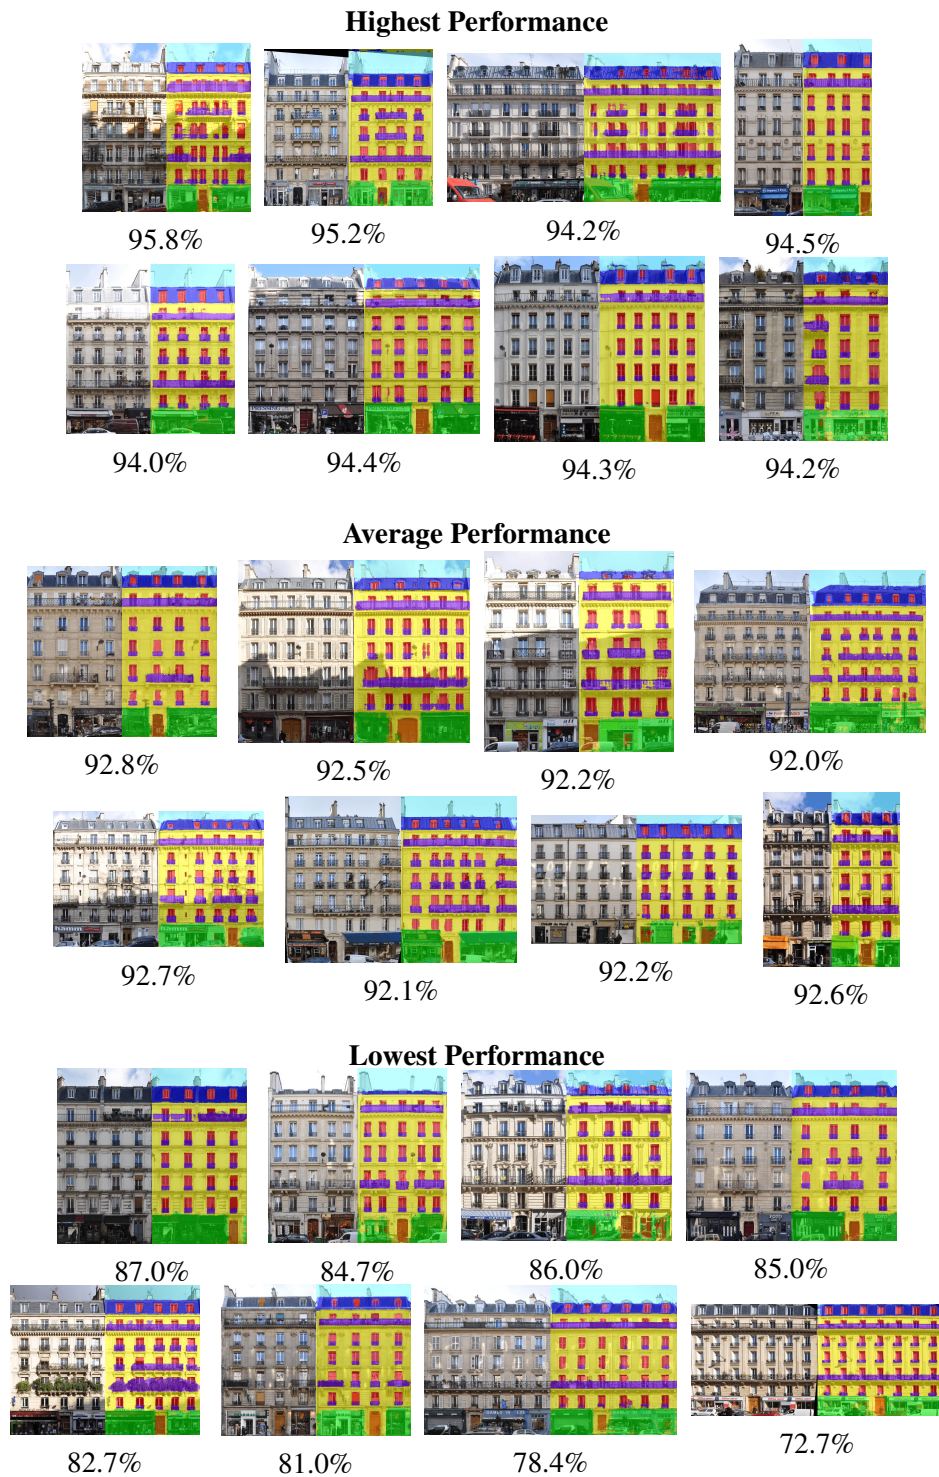 Highest Performance
95.8% 95.2% 94.2% 94.5%
94.0% 94.4% 94.3% 94.2%
Average Performance
92.8% 92.5% 92.2% 92.0%
92.7% 92.1% 92.2% 92.6%
Lowest Performance
87.0% 84.7% 86.0% 85.0%
82.7% 81.0% 78.4% 72.7%